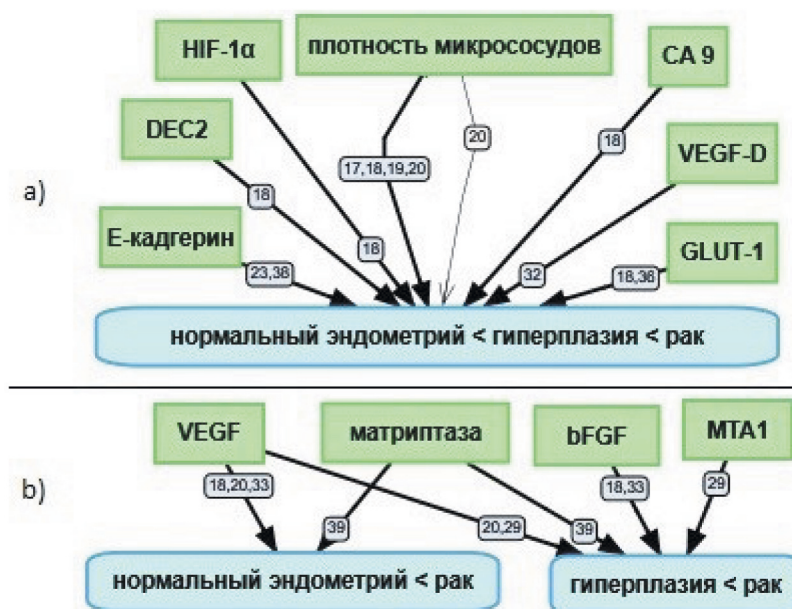 HIF-1α
плотность микрососудов
CA 9
DEC2
20
18
VEGF-D
17,18,19,20
a)
18
Е-кадгерин
GLUT-1
23,38
18
32
18,36
нормальный эндометрий < гиперплазия < рак
VEGF
матриптаза
bFGF
MTA1
b)
18,20,33
18,33
29
39
20,29
39
нормальный эндометрий < рак
гиперплазия < рак